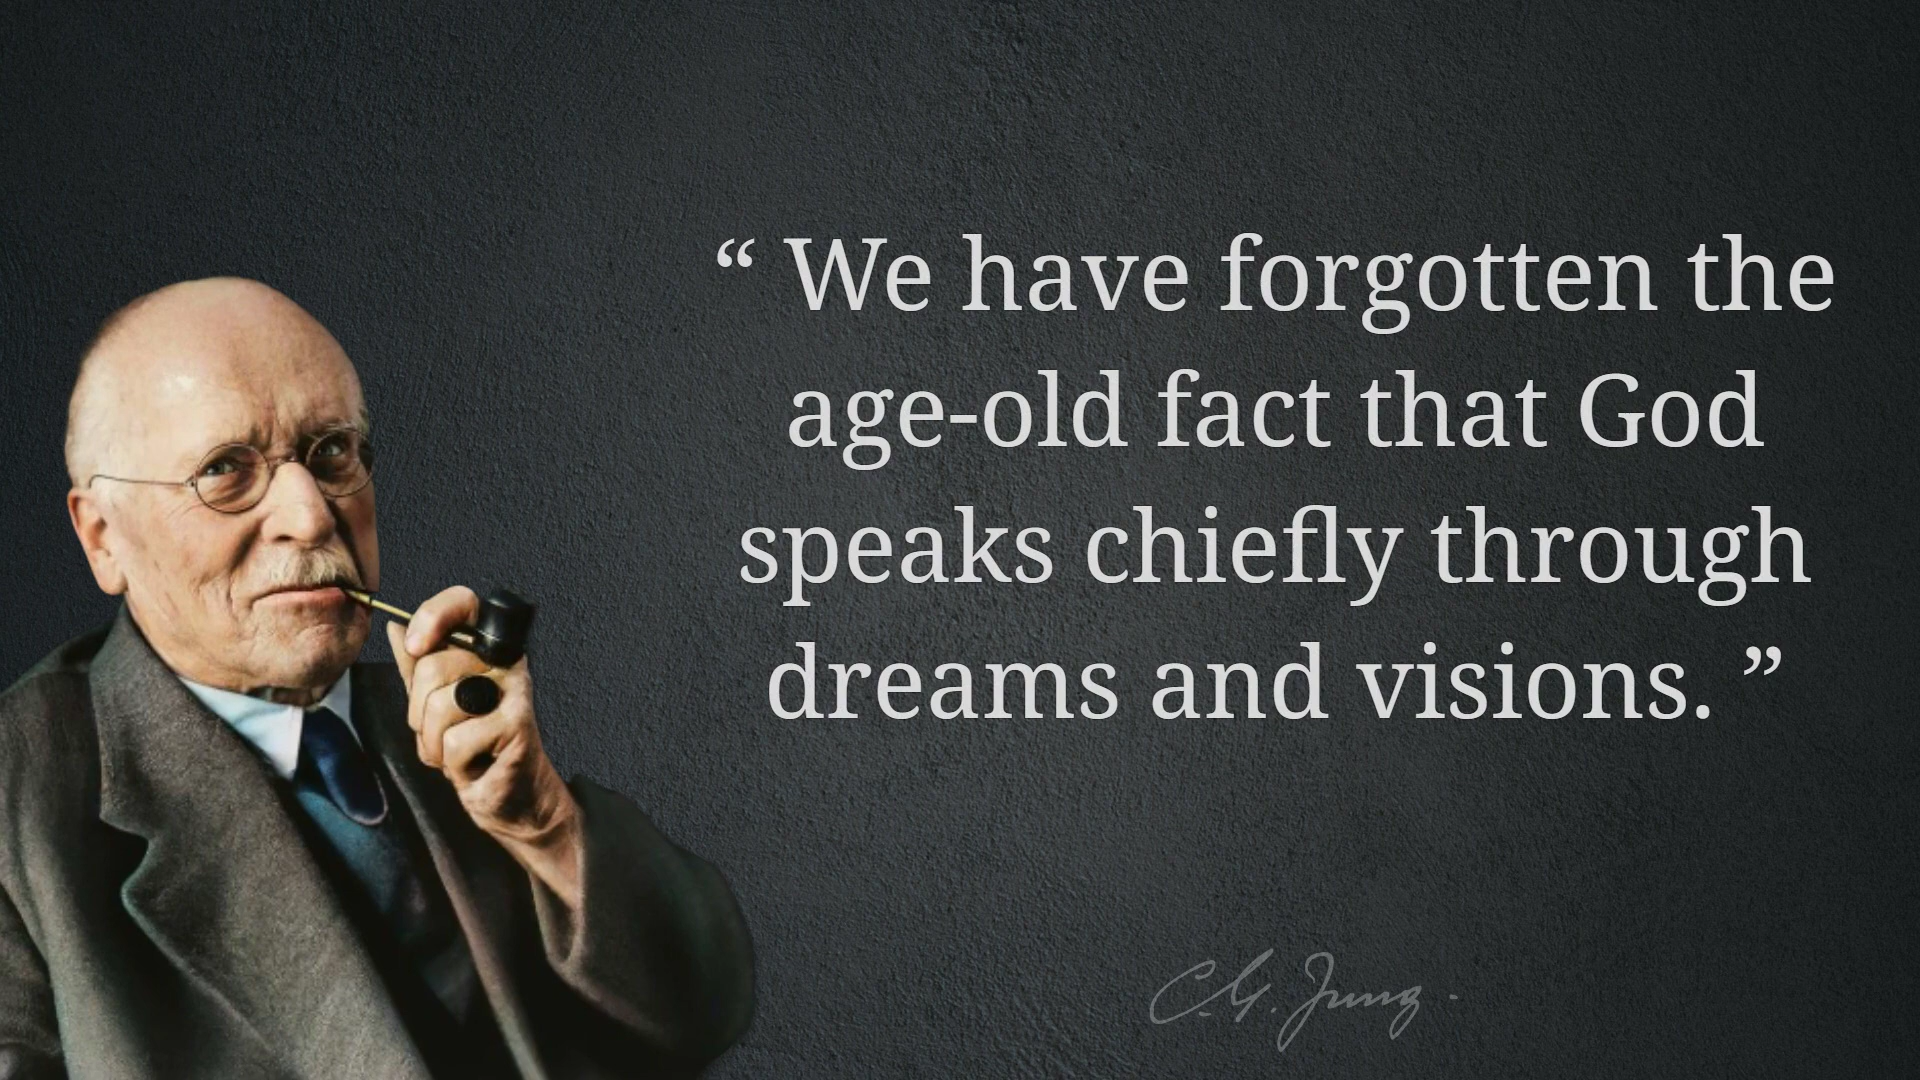 “ We have forgotten the
age-old fact that God
speaks chiefly through
dreams and visions. ”
C. G. Jung.